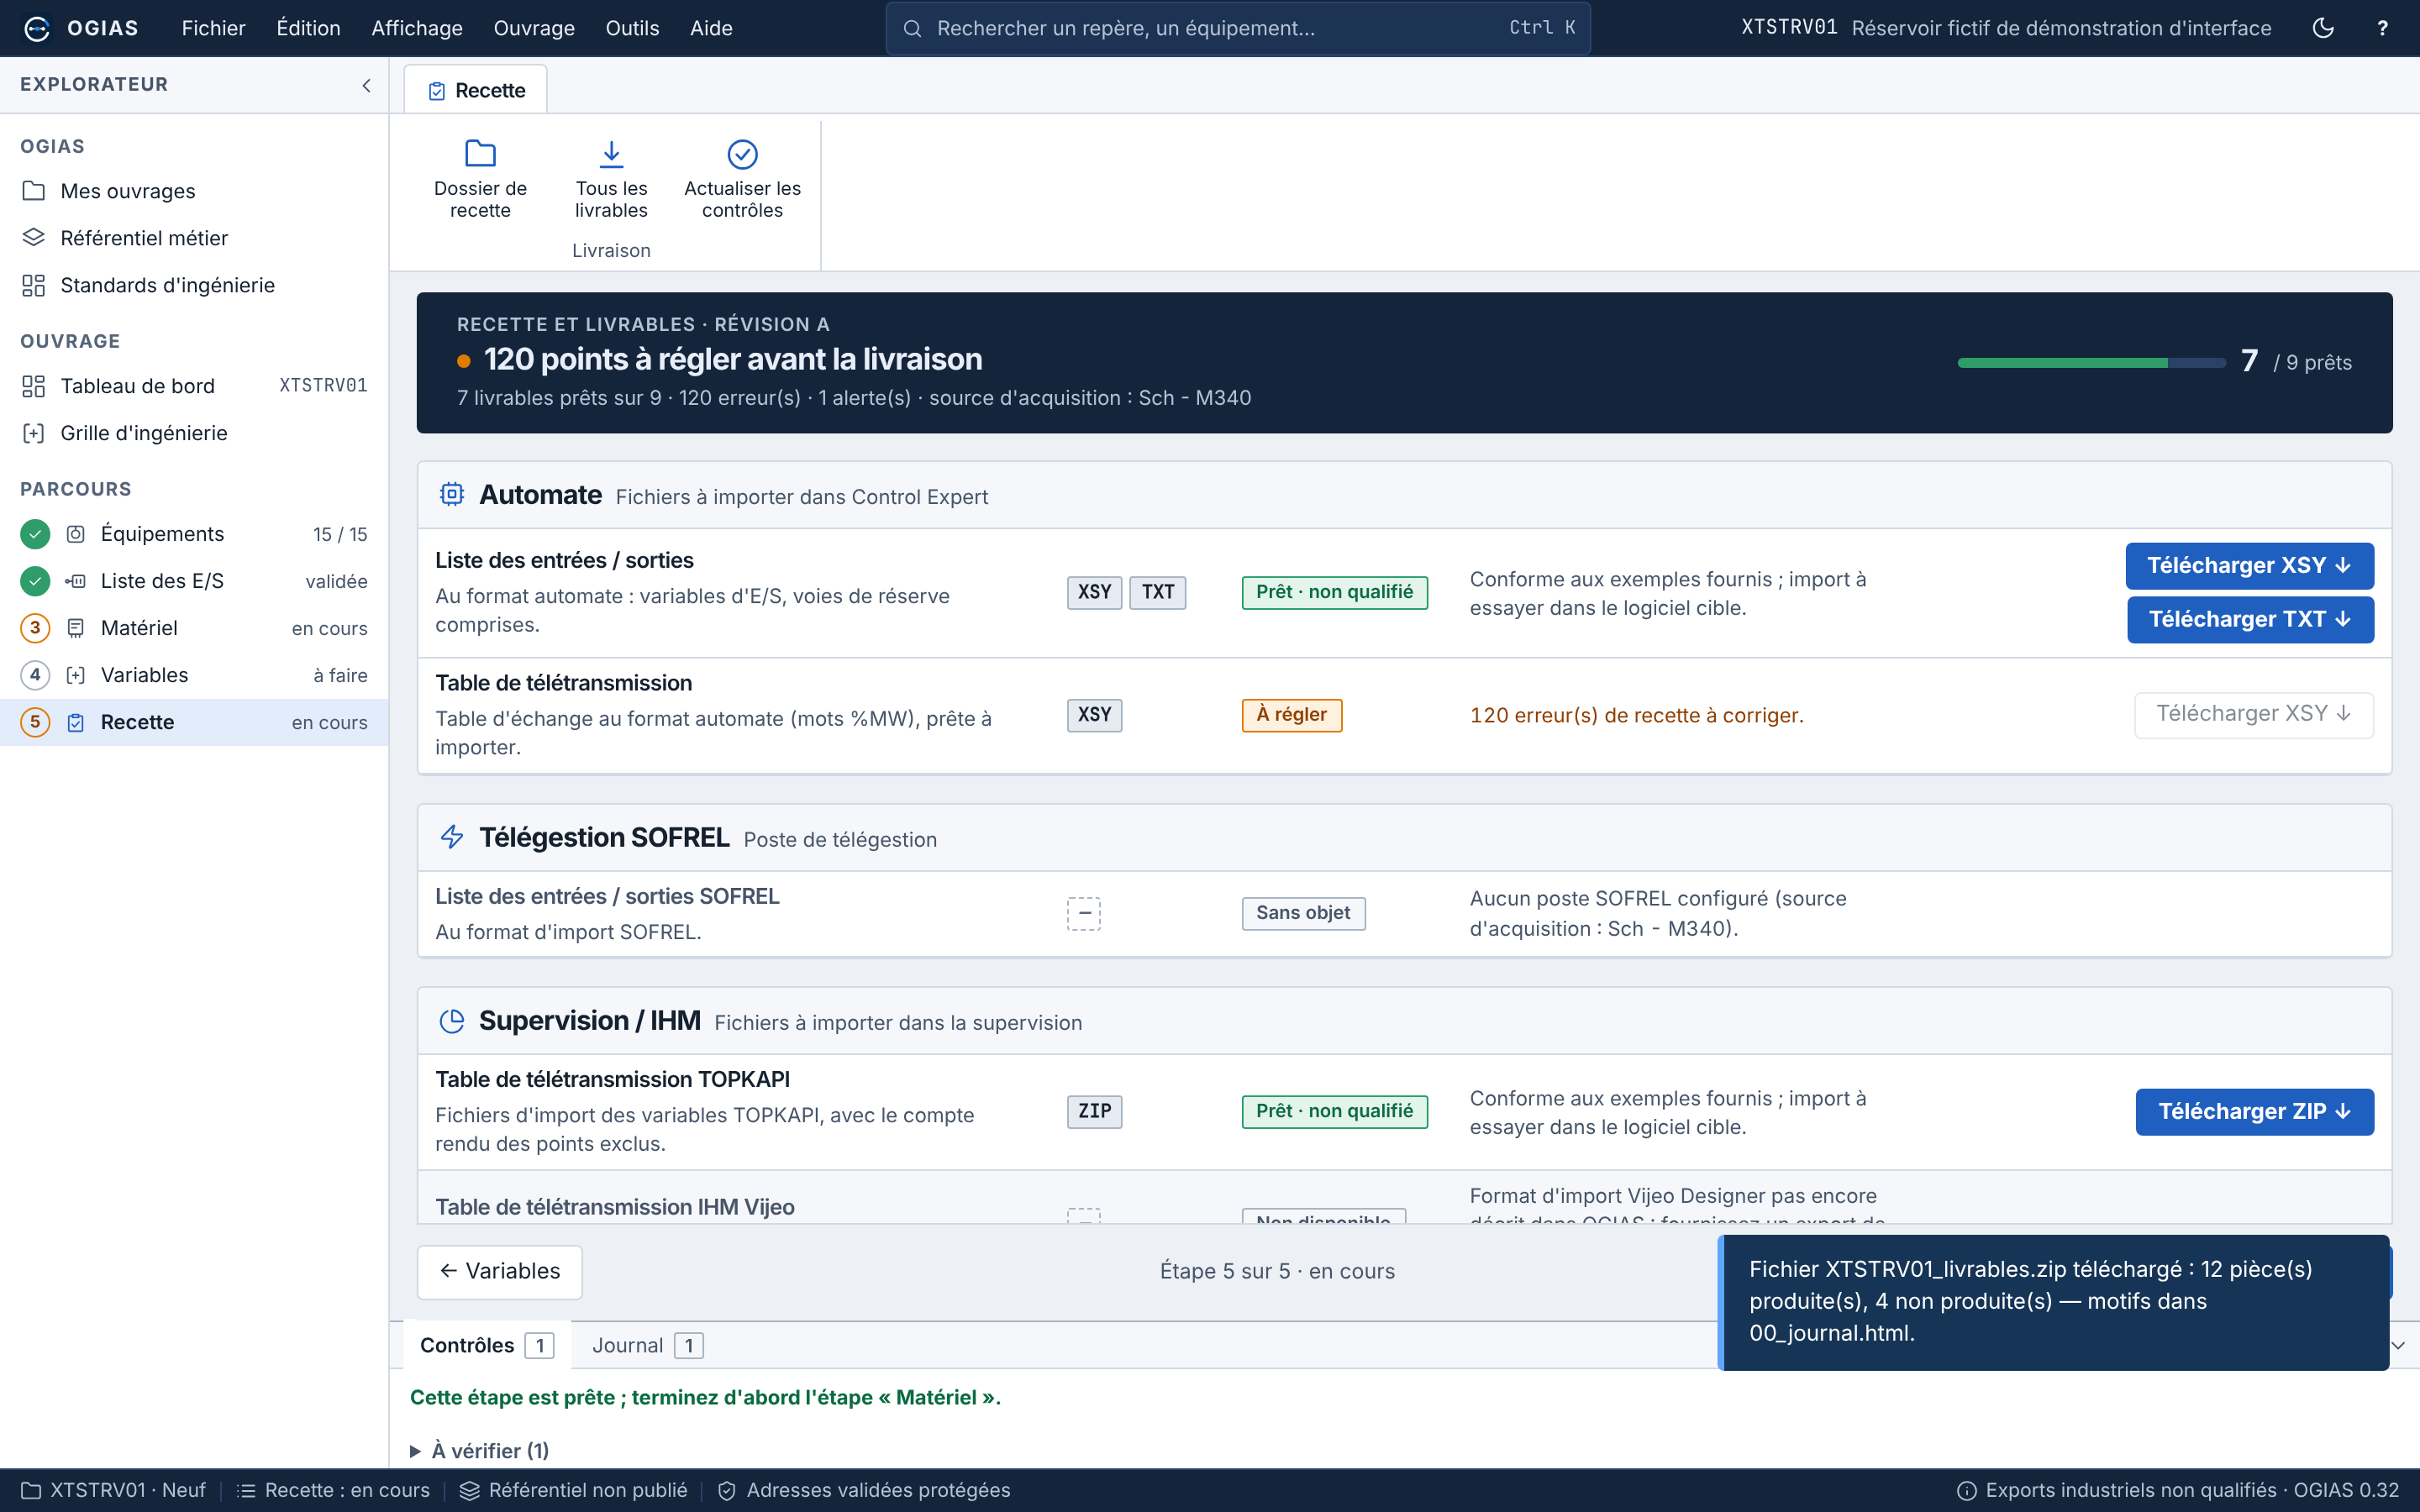 OGIAS
Fichier
Édition
Affichage
Ouvrage
Outils
Aide
Rechercher un repère, un équipement...
Ctrl K
XTSTRV01
Réservoir fictif de démonstration d'interface
?
EXPLORATEUR
OGIAS
Mes ouvrages
Référentiel métier
Standards d'ingénierie
OUVRAGE
Tableau de bord
XTSTRV01
Grille d'ingénierie
PARCOURS
Équipements
15 / 15
Liste des E/S
validée
3
Matériel
en cours
4
Variables
à faire
5
Recette
en cours
Recette
Dossier de
recette
Tous les
livrables
Actualiser les
contrôles
Livraison
RECETTE ET LIVRABLES · RÉVISION A
120 points à régler avant la livraison
7 livrables prêts sur 9 · 120 erreur(s) · 1 alerte(s) · source d'acquisition : Sch - M340
7 / 9 prêts
Automate
Fichiers à importer dans Control Expert
Liste des entrées / sorties
Au format automate : variables d'E/S, voies de réserve
comprises.
XSY
TXT
Prêt · non qualifié
Conforme aux exemples fournis ; import à
essayer dans le logiciel cible.
Télécharger XSY ↓
Télécharger TXT ↓
Table de télétransmission
Table d'échange au format automate (mots %MW), prête à
importer.
XSY
À régler
120 erreur(s) de recette à corriger.
Télécharger XSY ↓
Télégestion SOFREL
Poste de télégestion
Liste des entrées / sorties SOFREL
Au format d'import SOFREL.
–
Sans objet
Aucun poste SOFREL configuré (source
d'acquisition : Sch - M340).
Supervision / IHM
Fichiers à importer dans la supervision
Table de télétransmission TOPKAPI
Fichiers d'import des variables TOPKAPI, avec le compte
rendu des points exclus.
ZIP
Prêt · non qualifié
Conforme aux exemples fournis ; import à
essayer dans le logiciel cible.
Télécharger ZIP ↓
Table de télétransmission IHM Vijeo
Non disponible
Format d'import Vijeo Designer pas encore
décrit dans OGIAS ; fournissez un export de
← Variables
Étape 5 sur 5 · en cours
Fichier XTSTRV01_livrables.zip téléchargé : 12 pièce(s)
produite(s), 4 non produite(s) — motifs dans
00_journal.html.
Contrôles 1
Journal 1
Cette étape est prête ; terminez d'abord l'étape « Matériel ».
▶ À vérifier (1)
XTSTRV01 · Neuf
Recette : en cours
Référentiel non publié
Adresses validées protégées
Exports industriels non qualifiés · OGIAS 0.32